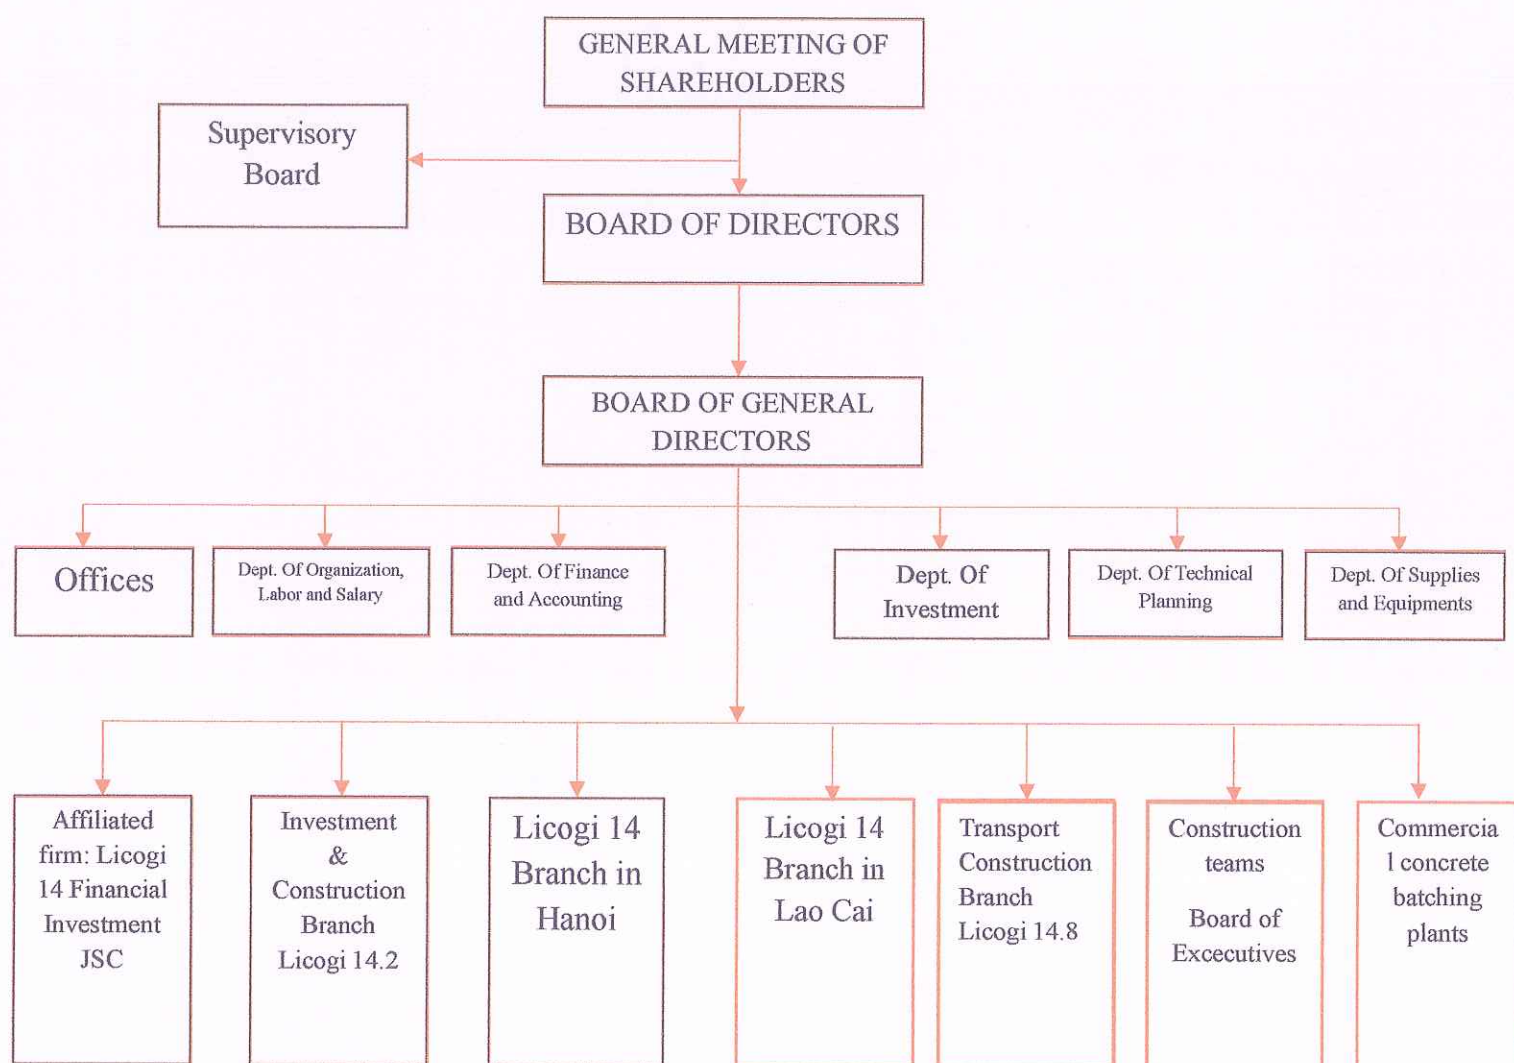 GENERAL MEETING OF
SHAREHOLDERS
Supervisory
Board
BOARD OF DIRECTORS
BOARD OF GENERAL
DIRECTORS
Offices
Dept. Of Organization,
Labor and Salary
Dept. Of Finance
and Accounting
Dept. Of
Investment
Dept. Of Technical
Planning
Dept. Of Supplies
and Equipments
Affiliated
firm: Licogi
14 Financial
Investment
JSC
Investment
&
Construction
Branch
Licogi 14.2
Licogi 14
Branch in
Hanoi
Licogi 14
Branch in
Lao Cai
Transport
Construction
Branch
Licogi 14.8
Construction
teams
Board of
Excecutives
Commercia
l concrete
batching
plants